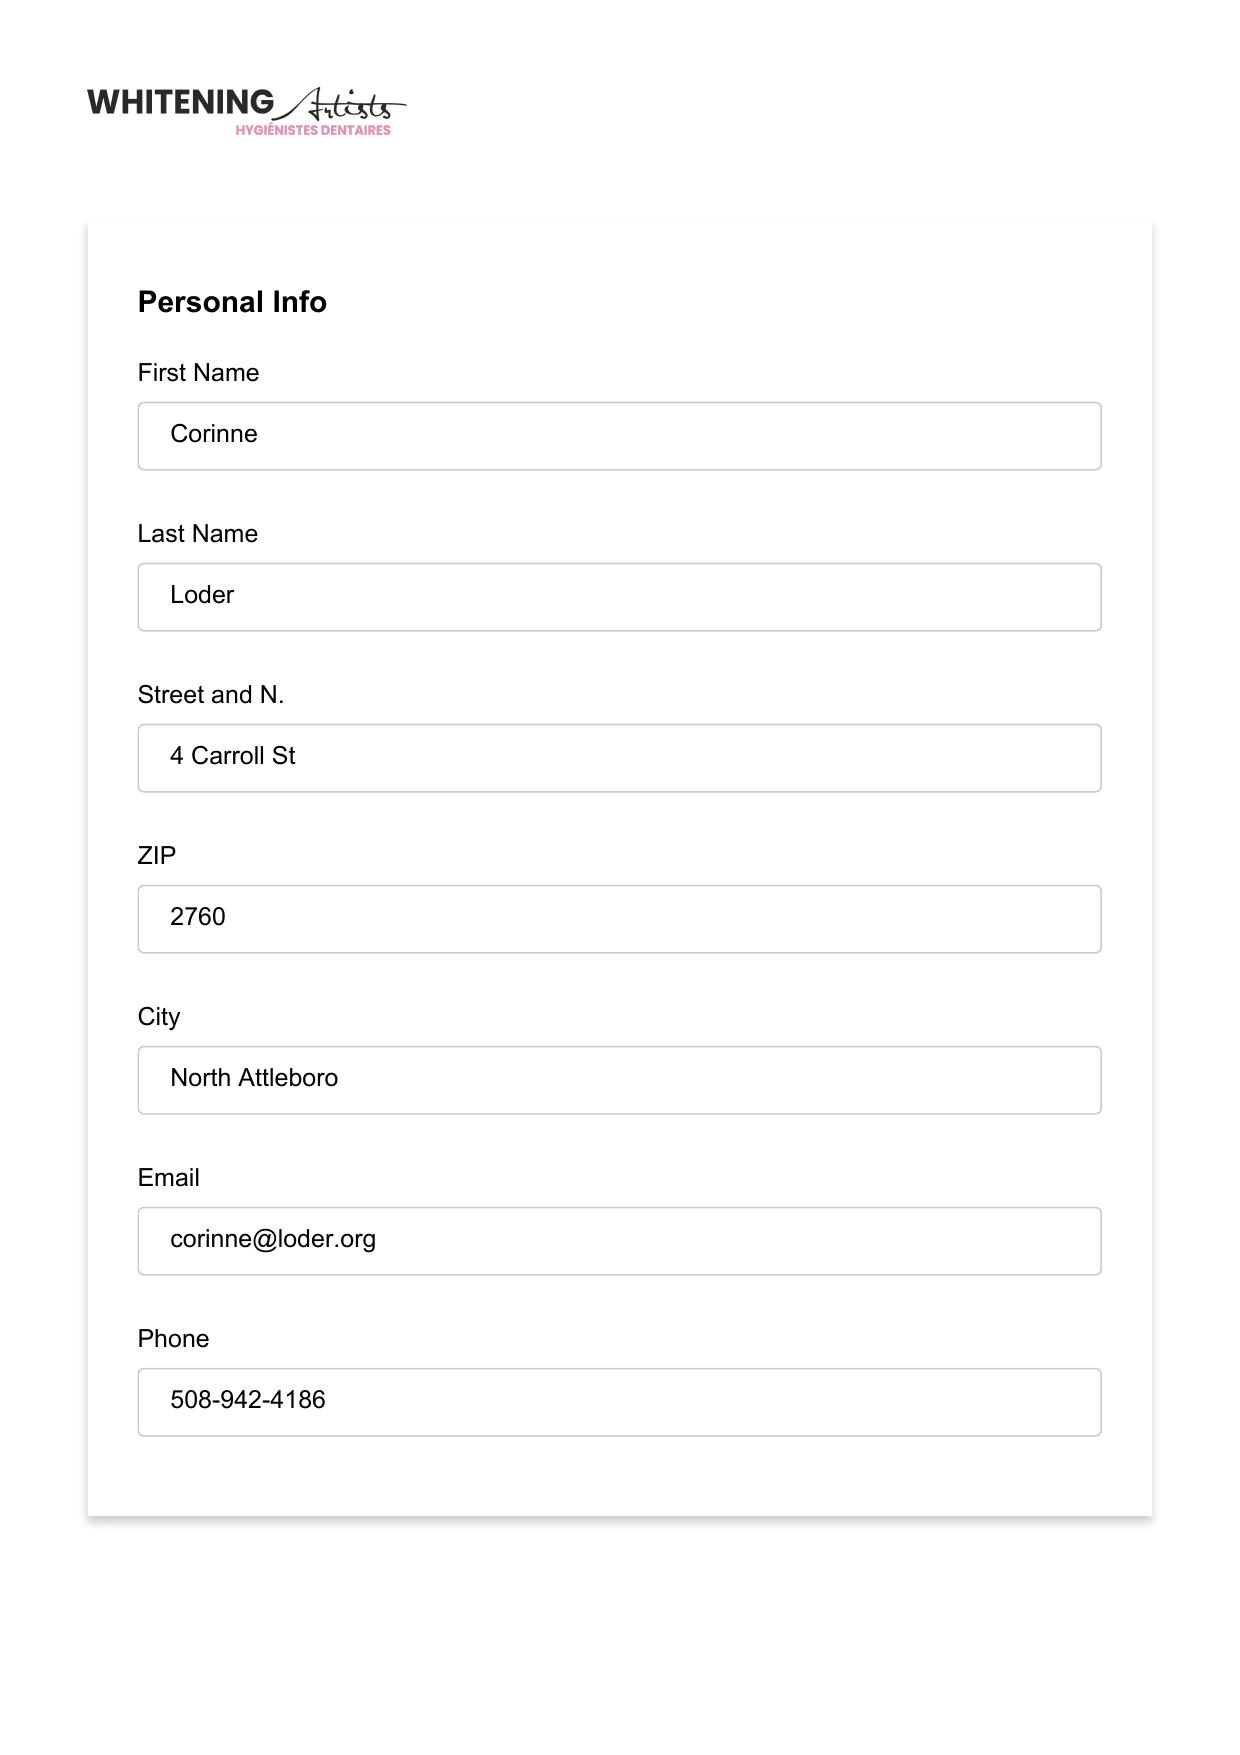 WHITENING Artists
HYGIÉNISTES DENTAIRES
Personal Info
First Name
Corinne
Last Name
Loder
Street and N.
4 Carroll St
ZIP
2760
City
North Attleboro
Email
corinne@loder.org
Phone
508-942-4186